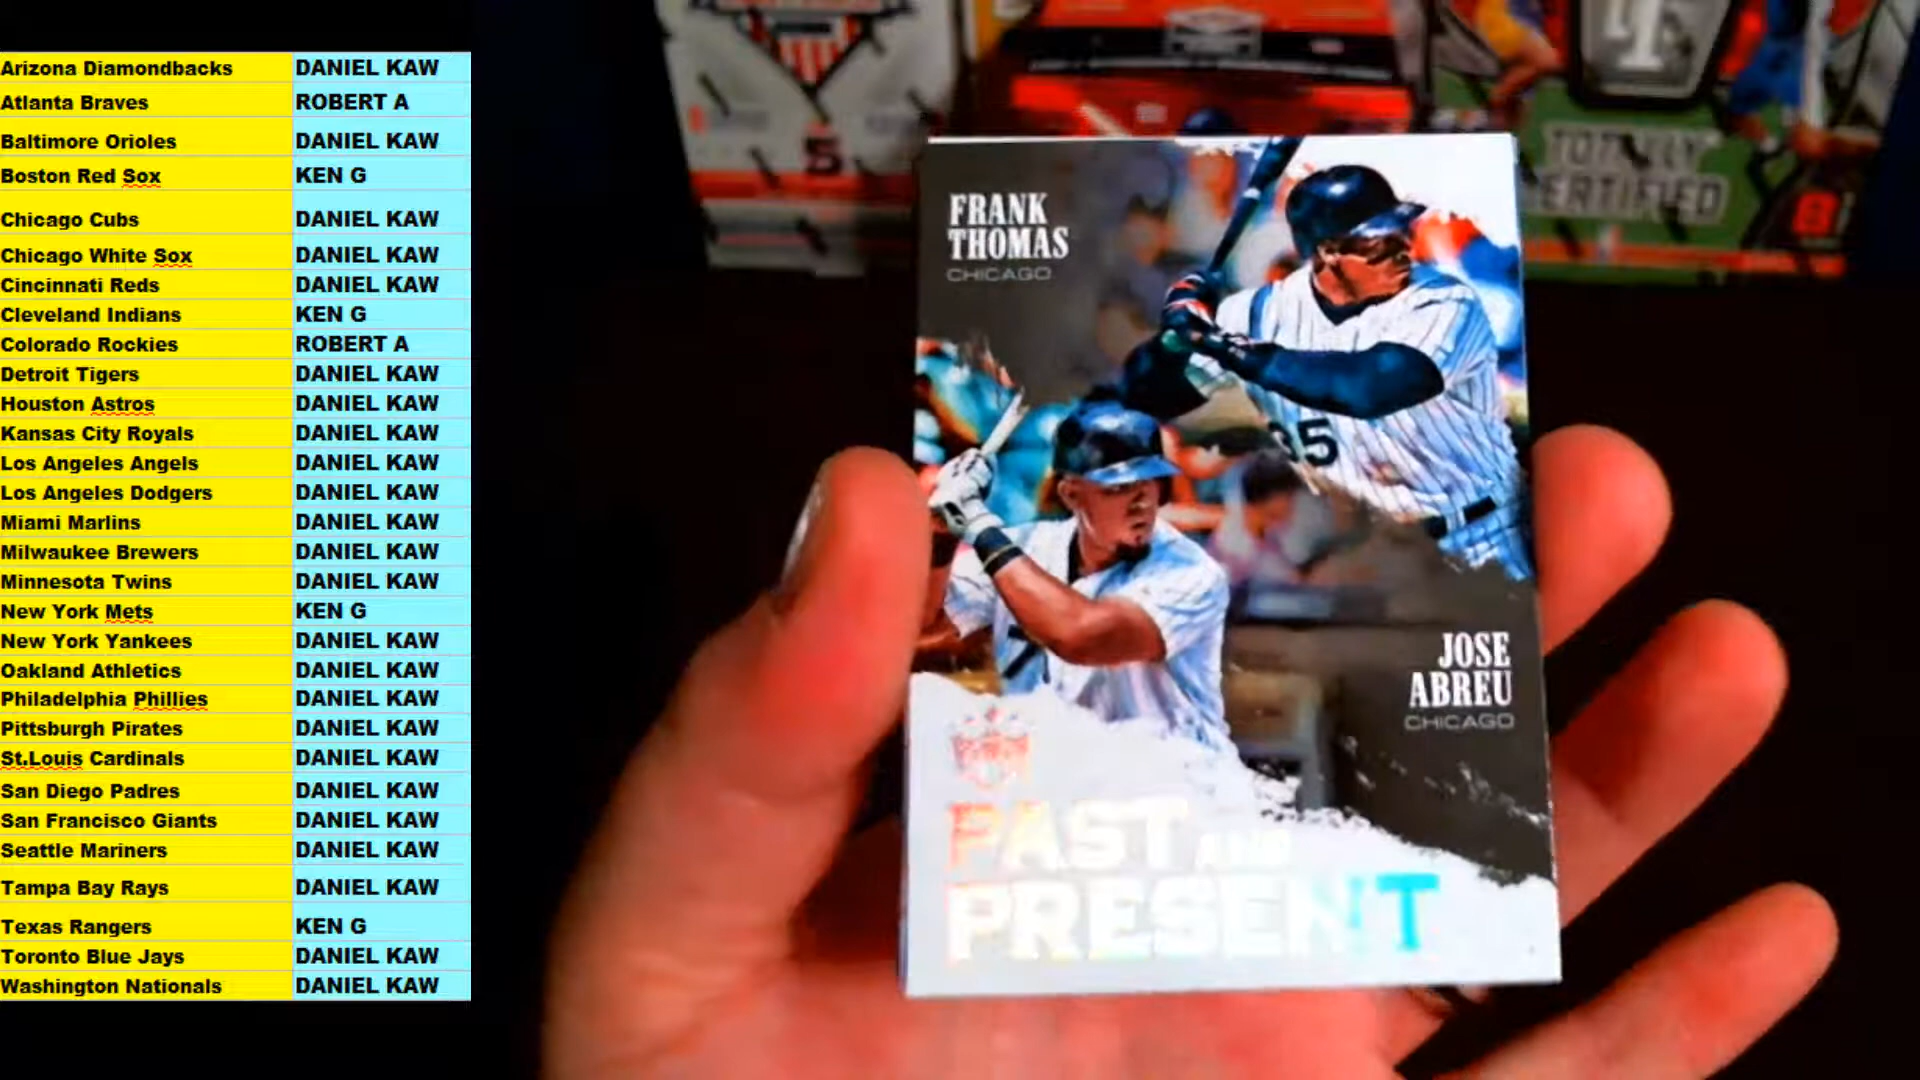 Arizona Diamondbacks DANIEL KAW
Atlanta Braves ROBERT A
Baltimore Orioles DANIEL KAW
Boston Red Sox KEN G
Chicago Cubs DANIEL KAW
Chicago White Sox DANIEL KAW
Cincinnati Reds DANIEL KAW
Cleveland Indians KEN G
Colorado Rockies ROBERT A
Detroit Tigers DANIEL KAW
Houston Astros DANIEL KAW
Kansas City Royals DANIEL KAW
Los Angeles Angels DANIEL KAW
Los Angeles Dodgers DANIEL KAW
Miami Marlins DANIEL KAW
Milwaukee Brewers DANIEL KAW
Minnesota Twins DANIEL KAW
New York Mets KEN G
New York Yankees DANIEL KAW
Oakland Athletics DANIEL KAW
Philadelphia Phillies DANIEL KAW
Pittsburgh Pirates DANIEL KAW
St.Louis Cardinals DANIEL KAW
San Diego Padres DANIEL KAW
San Francisco Giants DANIEL KAW
Seattle Mariners DANIEL KAW
Tampa Bay Rays DANIEL KAW
Texas Rangers KEN G
Toronto Blue Jays DANIEL KAW
Washington Nationals DANIEL KAW
5
TOTALLY
CERTIFIED
FRANK
THOMAS
CHICAGO
35
7
JOSE
ABREU
CHICAGO
PAST AND
PRESENT